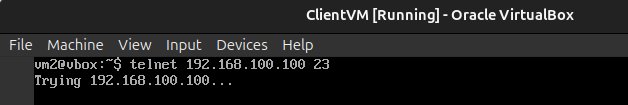 ClientVM [Running] - Oracle VirtualBox
File Machine View Input Devices Help
vm2@vbox:~$ telnet 192.168.100.100 23
Trying 192.168.100.100...